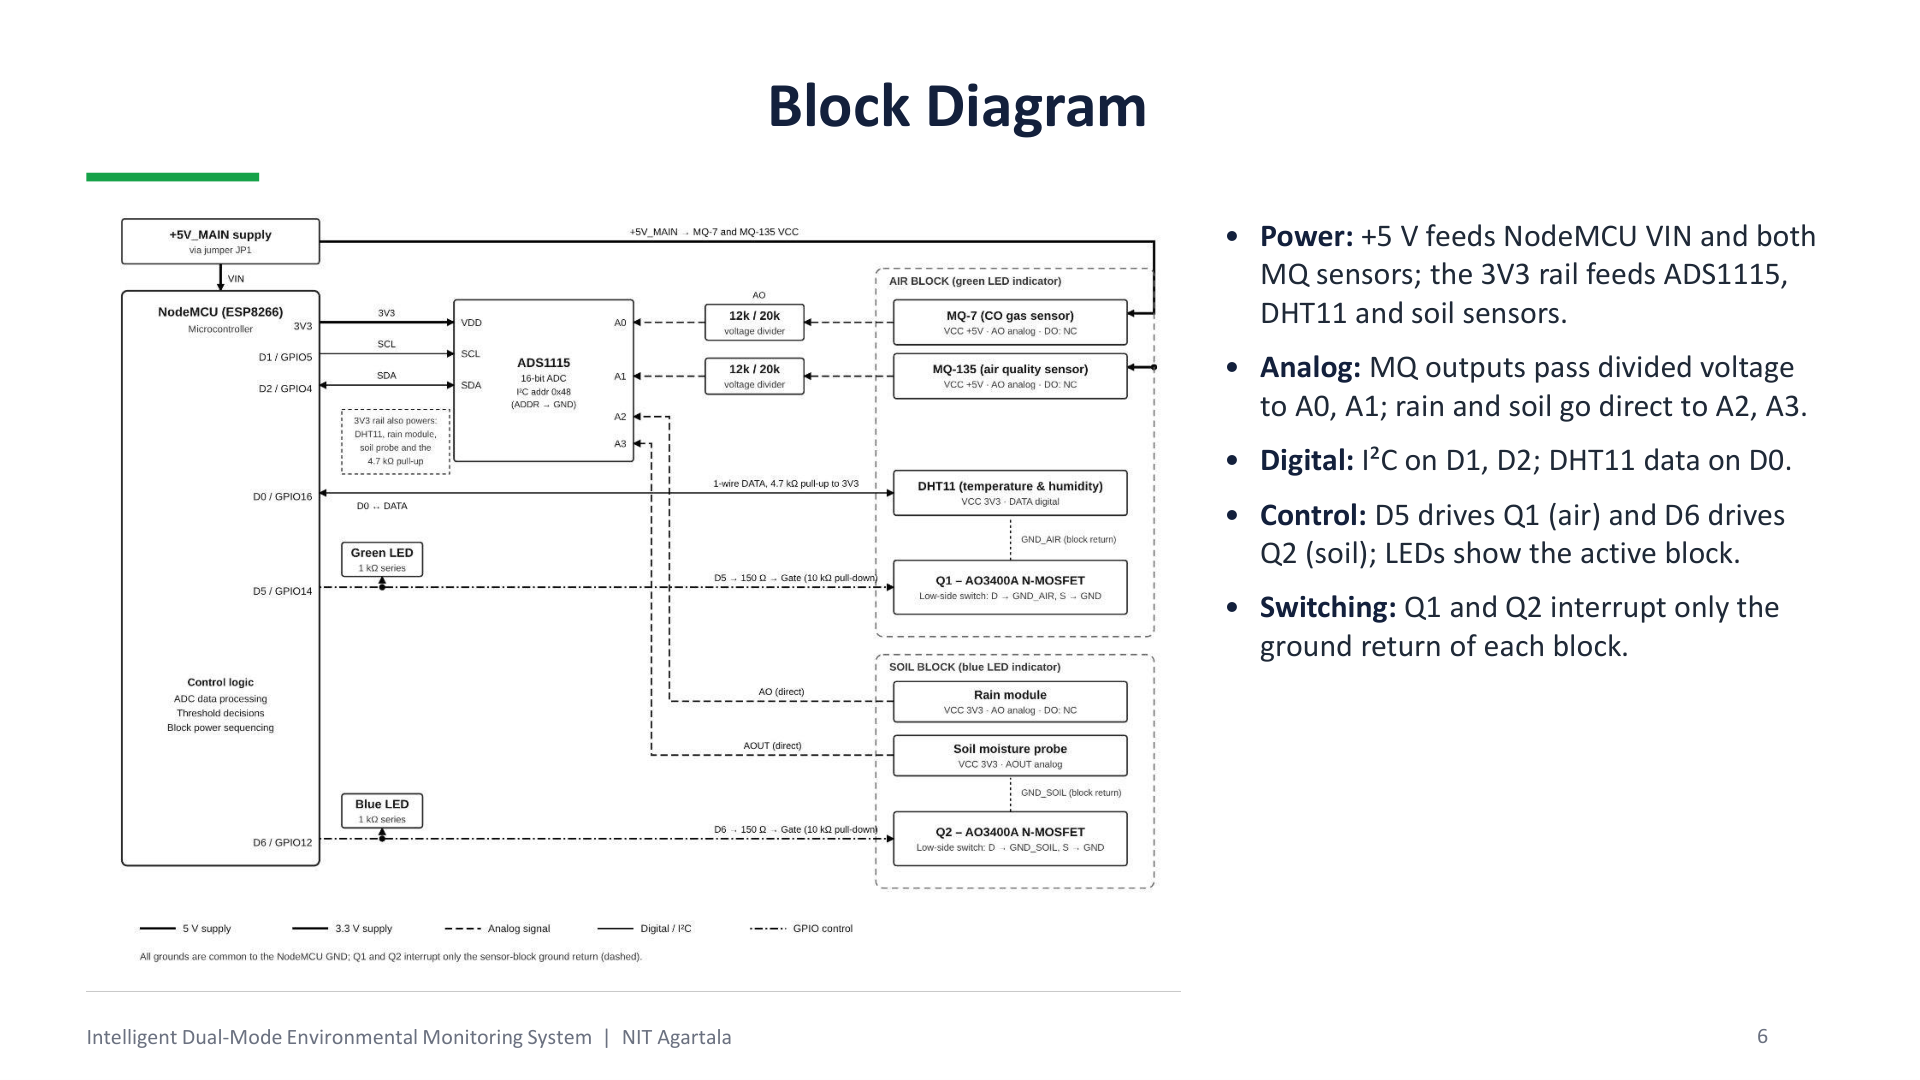 Block Diagram
+5V_MAIN supply
via jumper JP1
+5V_MAIN → MQ-7 and MQ-135 VCC
VIN
NodeMCU (ESP8266)
Microcontroller
3V3
D1 / GPIO5
D2 / GPIO4
D0 / GPIO16
D5 / GPIO14
Control logic
ADC data processing
Threshold decisions
Block power sequencing
D6 / GPIO12
3V3
SCL
SDA
3V3 rail also powers:
DHT11, rain module,
soil probe and the
4.7 kΩ pull-up
D0 ↔ DATA
Green LED
1 kΩ series
Blue LED
1 kΩ series
VDD
SCL
SDA
ADS1115
16-bit ADC
I²C addr 0x48
(ADDR → GND)
A0
A1
A2
A3
AO
12k / 20k
voltage divider
12k / 20k
voltage divider
1-wire DATA, 4.7 kΩ pull-up to 3V3
D5 → 150 Ω → Gate (10 kΩ pull-down)
AO (direct)
AOUT (direct)
D6 → 150 Ω → Gate (10 kΩ pull-down)
AIR BLOCK (green LED indicator)
MQ-7 (CO gas sensor)
VCC +5V · AO analog · DO: NC
MQ-135 (air quality sensor)
VCC +5V · AO analog · DO: NC
DHT11 (temperature & humidity)
VCC 3V3 · DATA digital
GND_AIR (block return)
Q1 – AO3400A N-MOSFET
Low-side switch: D → GND_AIR, S → GND
SOIL BLOCK (blue LED indicator)
Rain module
VCC 3V3 · AO analog · DO: NC
Soil moisture probe
VCC 3V3 · AOUT analog
GND_SOIL (block return)
Q2 – AO3400A N-MOSFET
Low-side switch: D → GND_SOIL, S → GND
5 V supply
3.3 V supply
Analog signal
Digital / I²C
GPIO control
All grounds are common to the NodeMCU GND; Q1 and Q2 interrupt only the sensor-block ground return (dashed).
• Power: +5 V feeds NodeMCU VIN and both
MQ sensors; the 3V3 rail feeds ADS1115,
DHT11 and soil sensors.
• Analog: MQ outputs pass divided voltage
to A0, A1; rain and soil go direct to A2, A3.
• Digital: I²C on D1, D2; DHT11 data on D0.
• Control: D5 drives Q1 (air) and D6 drives
Q2 (soil); LEDs show the active block.
• Switching: Q1 and Q2 interrupt only the
ground return of each block.
Intelligent Dual-Mode Environmental Monitoring System | NIT Agartala
6